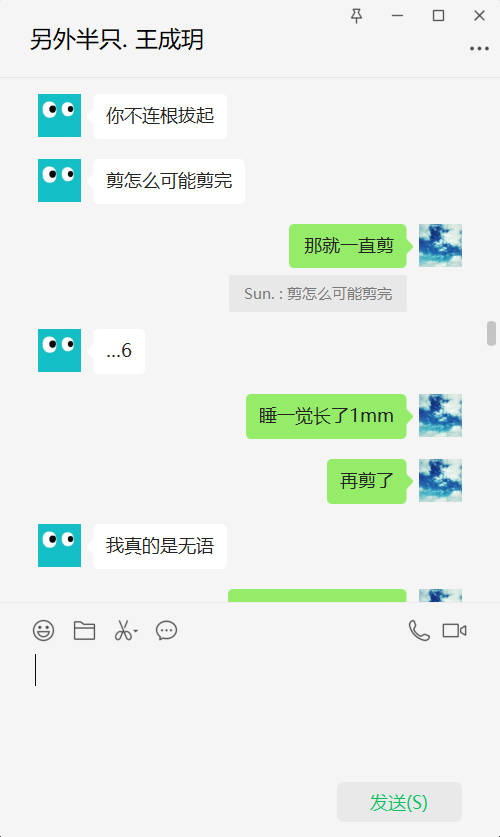 另外半只. 王成玥
你不连根拔起
剪怎么可能剪完
那就一直剪
Sun. : 剪怎么可能剪完
...6
睡一觉长了1mm
再剪了
我真的是无语
发送(S)